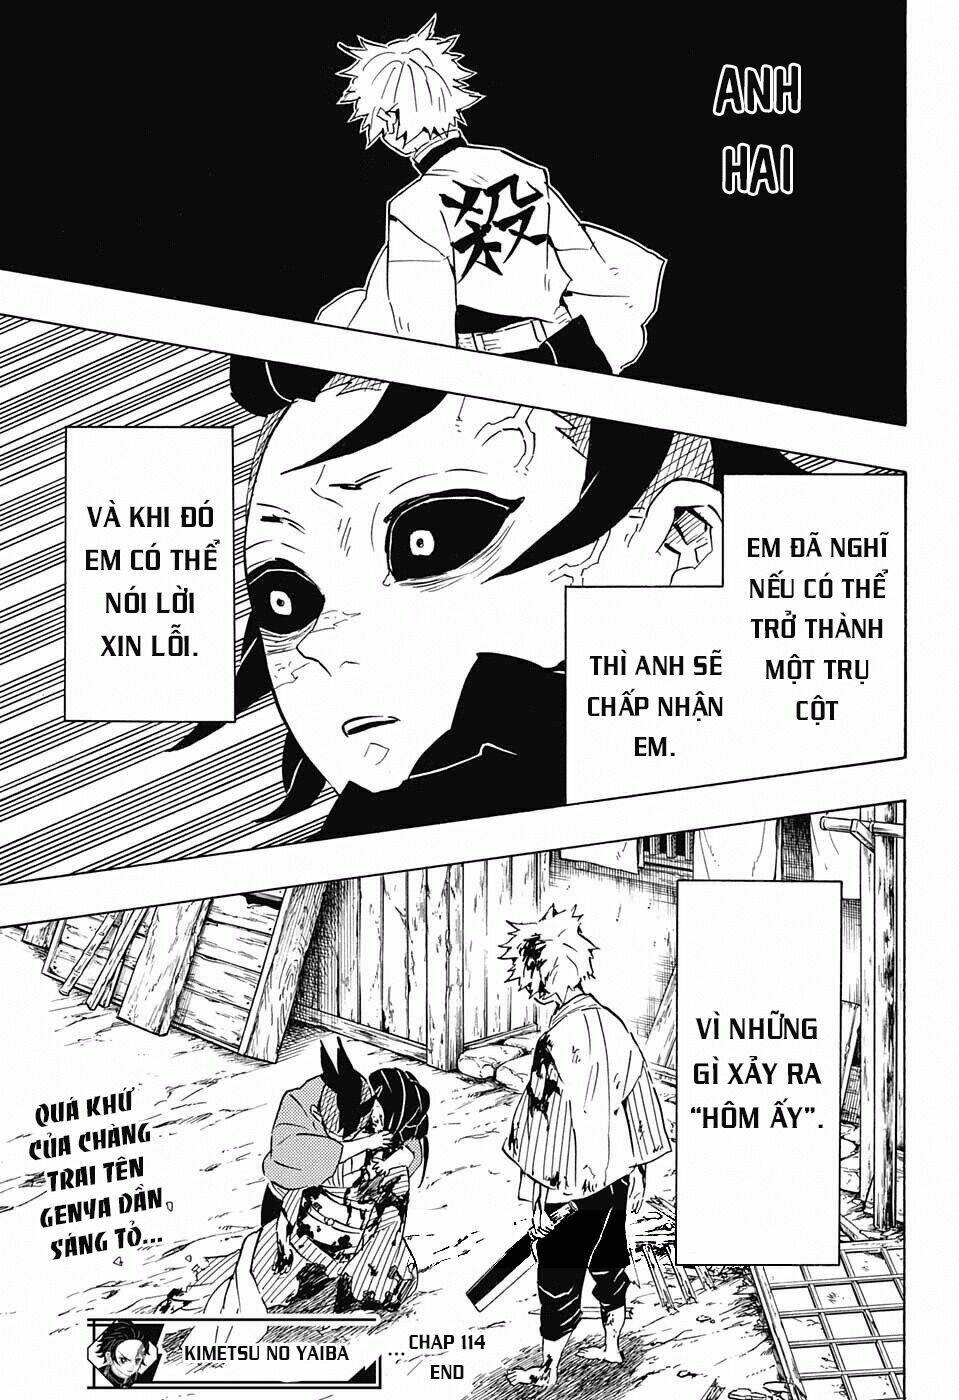 ANH
HAI
殺
EM ĐÃ NGHĨ
NẾU CÓ THỂ
TRỞ THÀNH
MỘT TRỤ
CỘT
THÌ ANH SẼ
CHẤP NHẬN
EM.
VÀ KHI ĐÓ
EM CÓ THỂ
NÓI LỜI
XIN LỖI.
VÌ NHỮNG
GÌ XẢY RA
“HÔM ẤY”.
QUÁ KHỨ
CỦA CHÀNG
TRAI TÊN
GENYA DẦN
SÁNG TỎ...
KIMETSU NO YAIBA
... CHAP 114
END